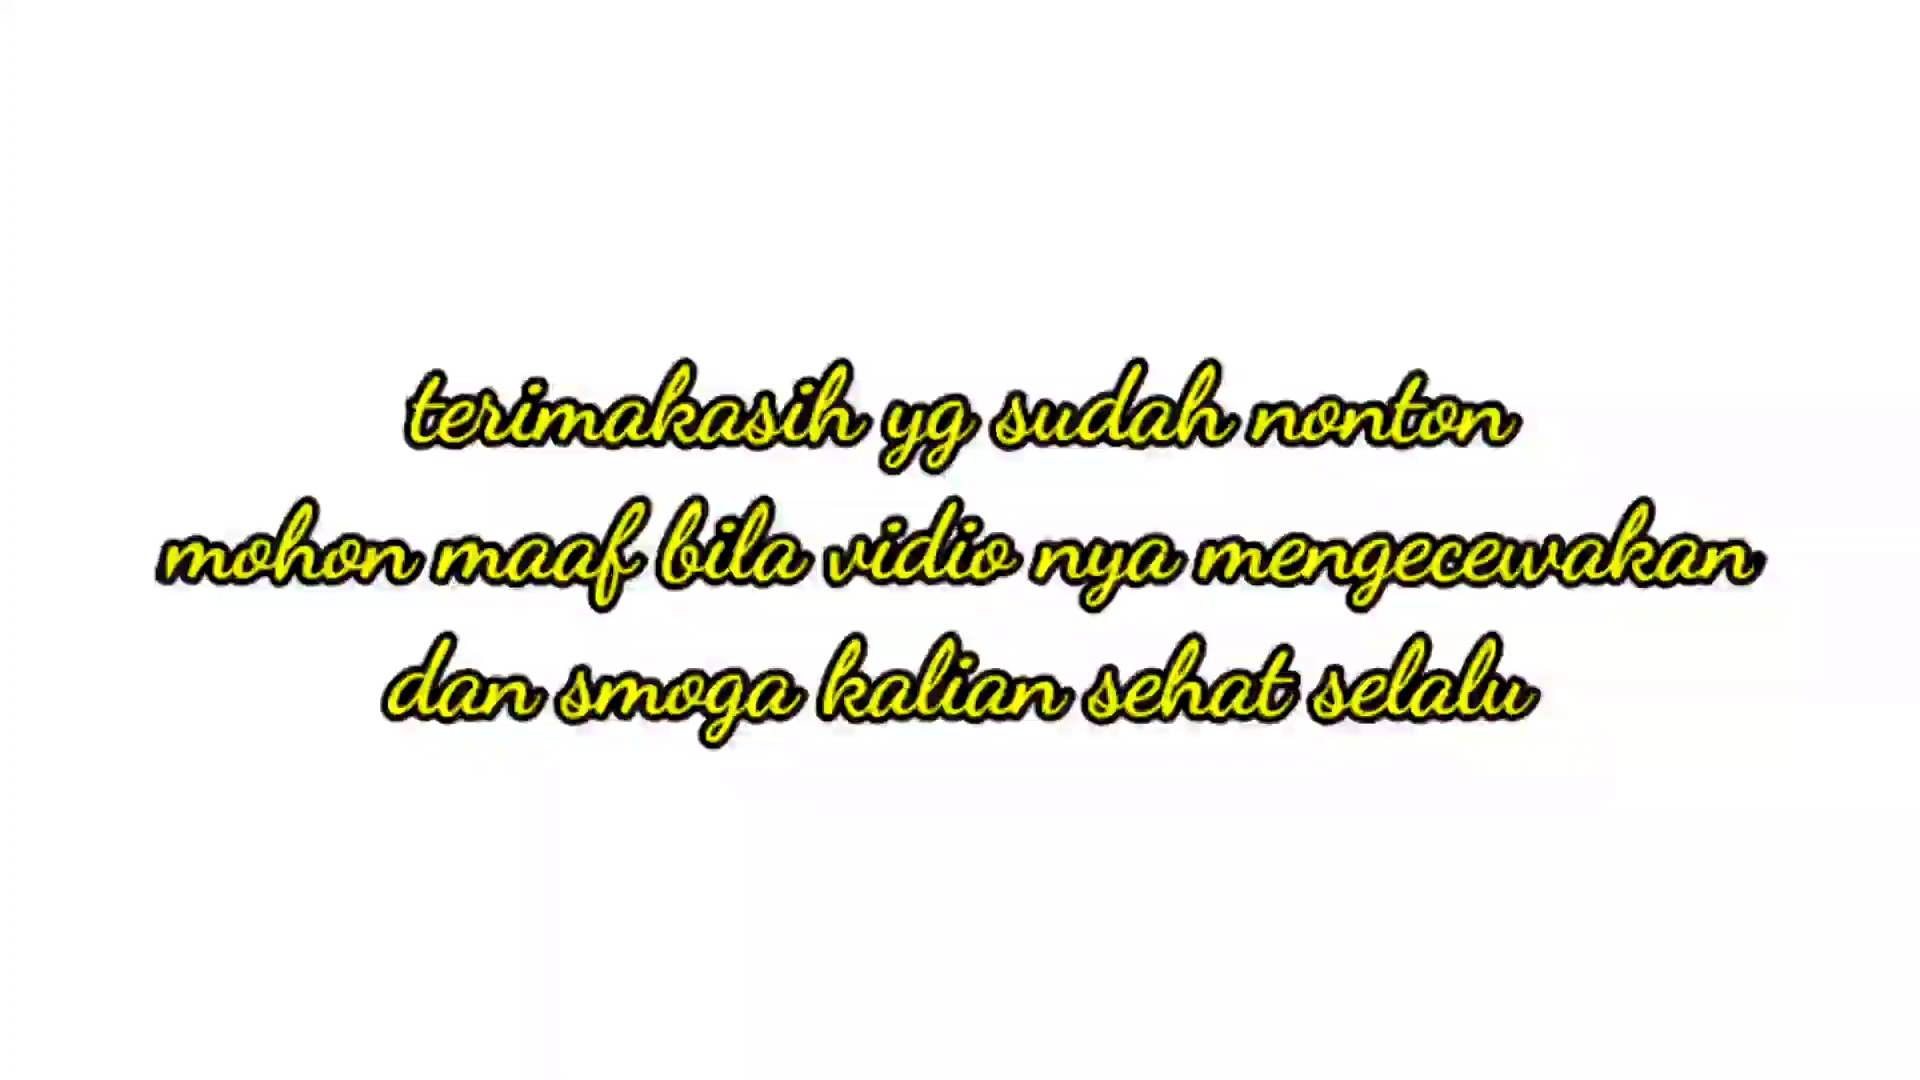 terimakasih yg sudah nonton
mohon maaf bila vidio nya mengecewakan
dan smoga kalian sehat selalu